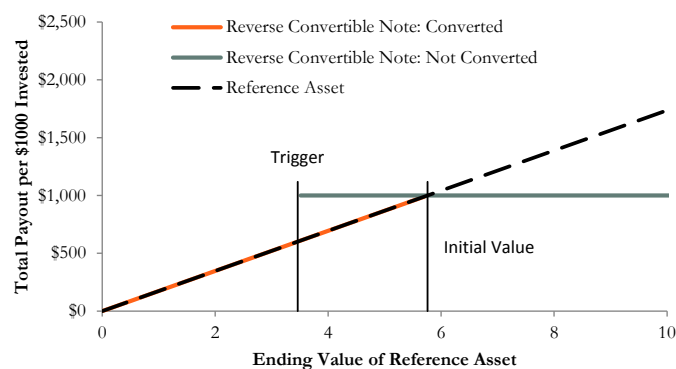 $2,500
$2,000
$1,500
$1,000
$500
$0
Total Payout per $1000 Invested
Reverse Convertible Note: Converted
Reverse Convertible Note: Not Converted
Reference Asset
Trigger
Initial Value
0 2 4 6 8 10
Ending Value of Reference Asset